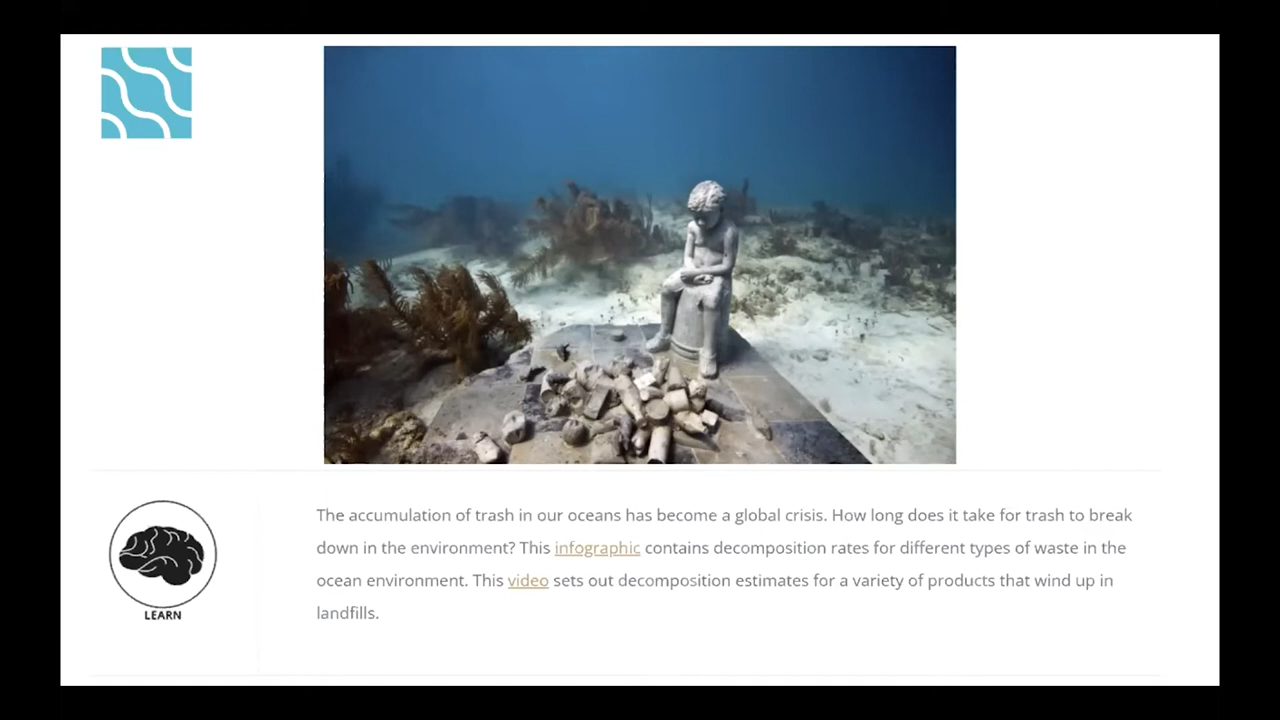 The accumulation of trash in our oceans has become a global crisis. How long does it take for trash to break
down in the environment? This infographic contains decomposition rates for different types of waste in the
ocean environment. This video sets out decomposition estimates for a variety of products that wind up in
landfills.
LEARN